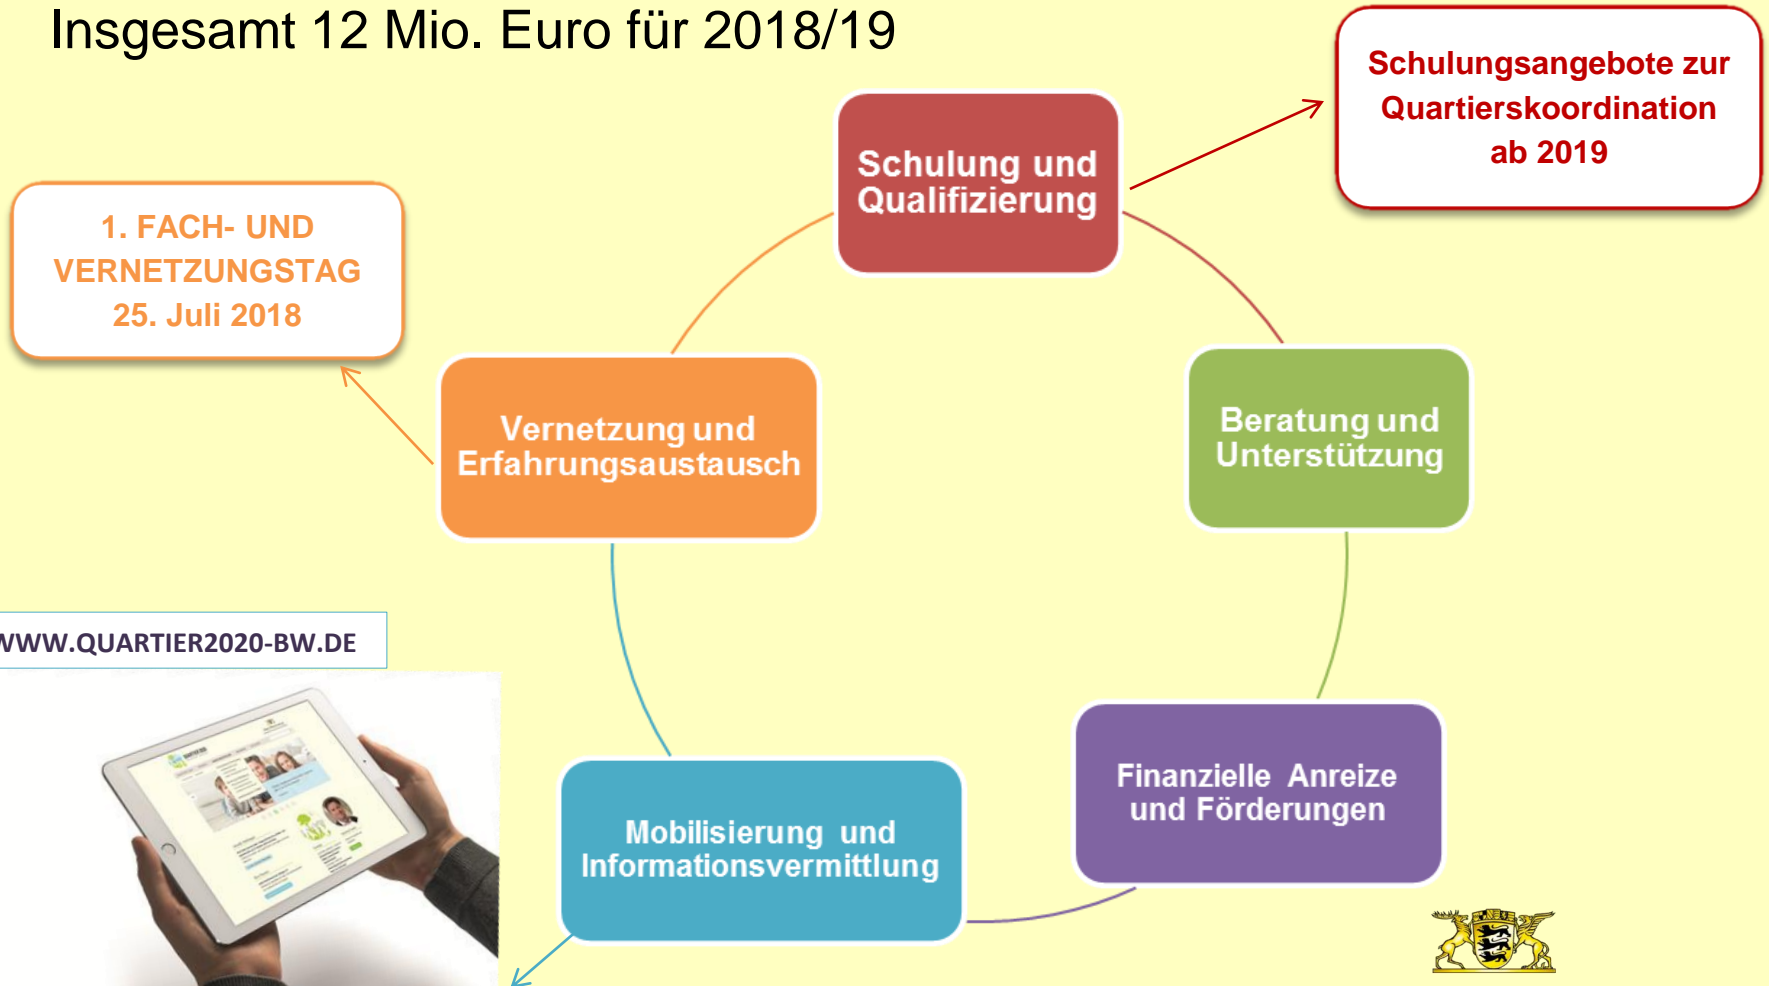 Insgesamt 12 Mio. Euro für 2018/19
Schulungsangebote zur
Quartierskoordination
ab 2019
Schulung und
Qualifizierung
1. FACH- UND
VERNETZUNGSTAG
25. Juli 2018
Vernetzung und
Erfahrungsaustausch
Beratung und
Unterstützung
WWW.QUARTIER2020-BW.DE
Finanzielle Anreize
und Förderungen
Mobilisierung und
Informationsvermittlung